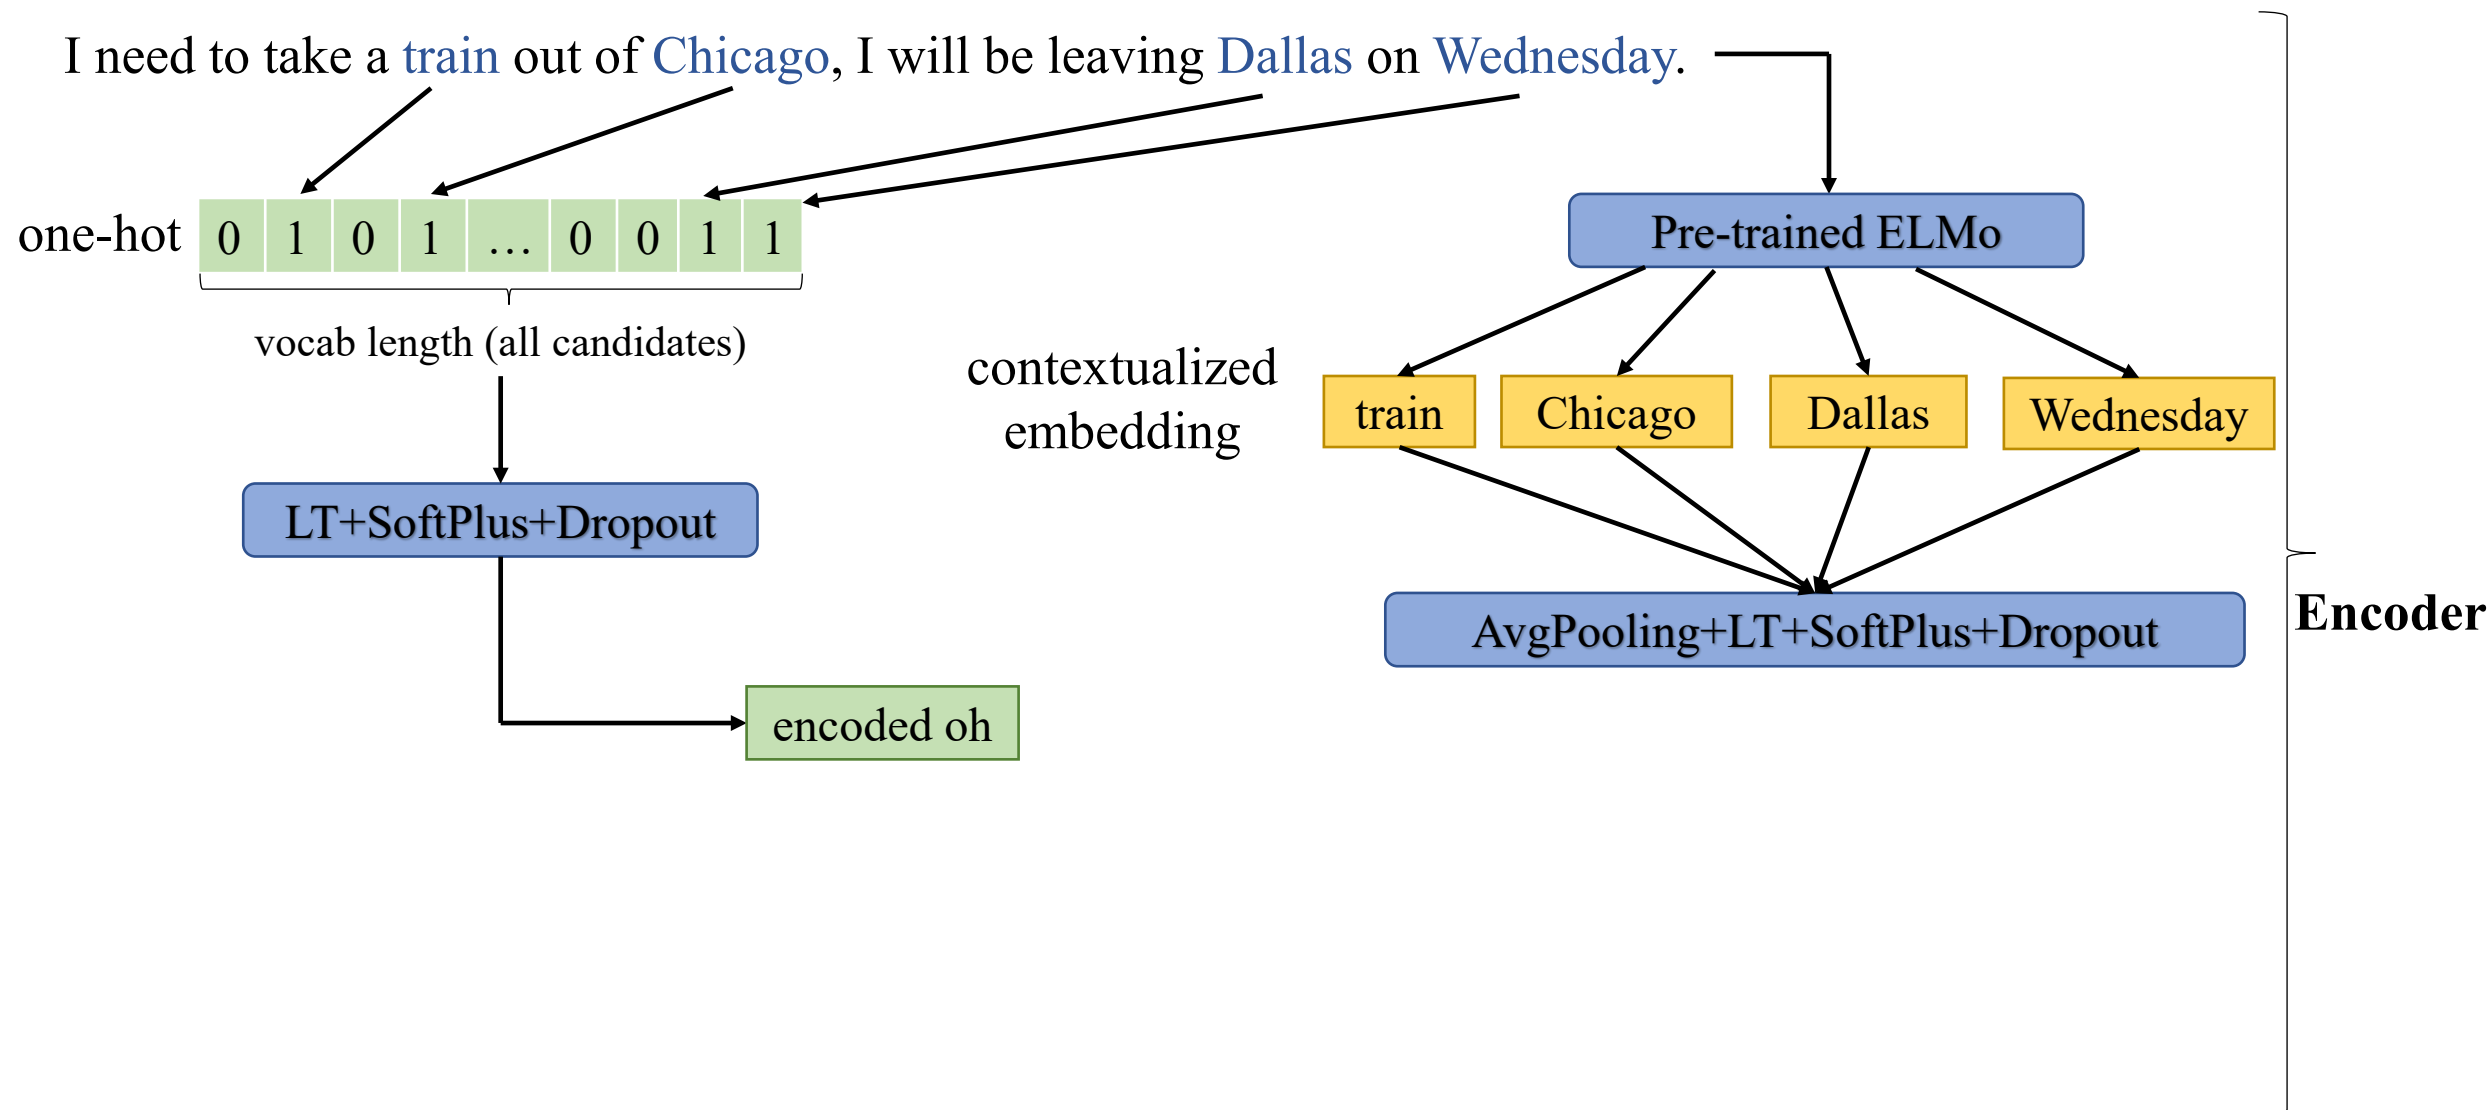 I need to take a train out of Chicago, I will be leaving Dallas on Wednesday.
one-hot 0 1 0 1 … 0 0 1 1
Pre-trained ELMo
vocab length (all candidates)
contextualized
embedding
train Chicago Dallas Wednesday
LT+SoftPlus+Dropout
AvgPooling+LT+SoftPlus+Dropout
Encoder
encoded oh